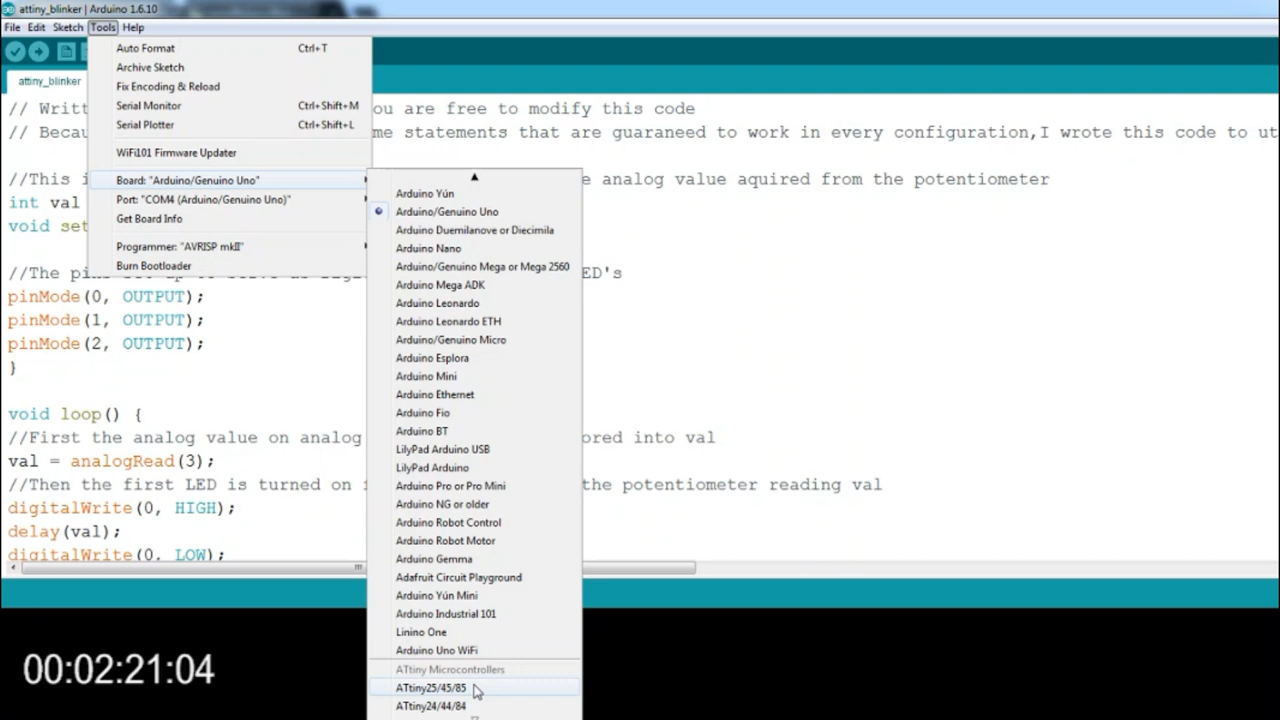 attiny_blinker | Arduino 1.6.10
File Edit Sketch Tools Help
attiny_blinker
Auto Format Ctrl+T
Archive Sketch
Fix Encoding & Reload
Serial Monitor Ctrl+Shift+M
Serial Plotter Ctrl+Shift+L
WiFi101 Firmware Updater
Board: "Arduino/Genuino Uno"
Port: "COM4 (Arduino/Genuino Uno)"
Get Board Info
Programmer: "AVRISP mkII"
Burn Bootloader
Arduino Yún
Arduino/Genuino Uno
Arduino Duemilanove or Diecimila
Arduino Nano
Arduino/Genuino Mega or Mega 2560
Arduino Mega ADK
Arduino Leonardo
Arduino Leonardo ETH
Arduino/Genuino Micro
Arduino Esplora
Arduino Mini
Arduino Ethernet
Arduino Fio
Arduino BT
LilyPad Arduino USB
LilyPad Arduino
Arduino Pro or Pro Mini
Arduino NG or older
Arduino Robot Control
Arduino Robot Motor
Arduino Gemma
Adafruit Circuit Playground
Arduino Yún Mini
Arduino Industrial 101
Linino One
Arduino Uno WiFi
ATtiny Microcontrollers
ATtiny25/45/85
ATtiny24/44/84
// Writ ou are free to modify this code
// Becau me statements that are guaraneed to work in every configuration,I wrote this code to ut
//This i e analog value aquired from the potentiometer
int val
void set
//The pin ED's
pinMode(0, OUTPUT);
pinMode(1, OUTPUT);
pinMode(2, OUTPUT);
}
void loop() {
//First the analog value on analog ored into val
val = analogRead(3);
//Then the first LED is turned on the potentiometer reading val
digitalWrite(0, HIGH);
delay(val);
digitalWrite(0, LOW);
00:02:21:04